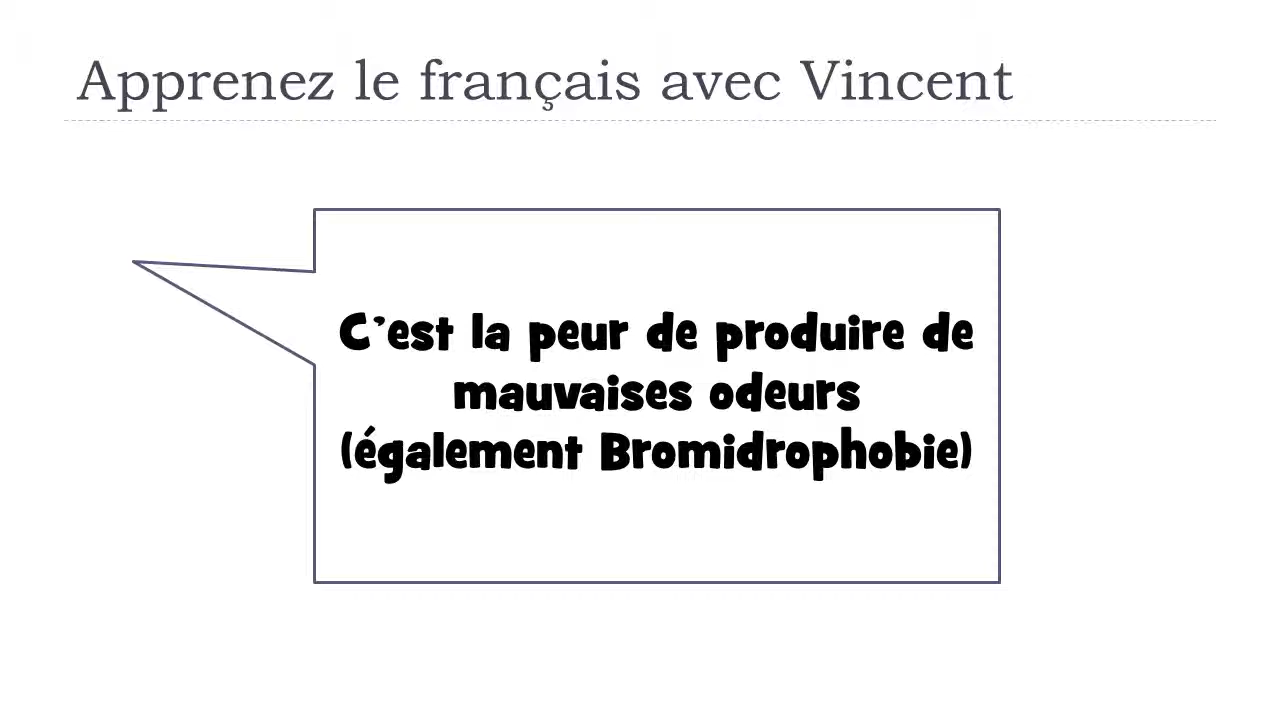 Apprenez le français avec Vincent
C'est la peur de produire de
mauvaises odeurs
(également Bromidrophobie)